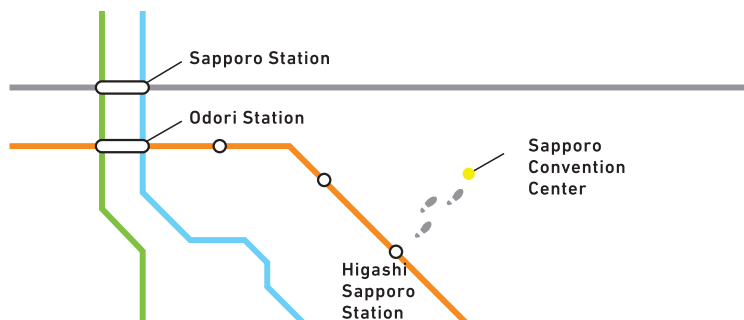 Sapporo Station
Odori Station
Sapporo
Convention
Center
Higashi
Sapporo
Station